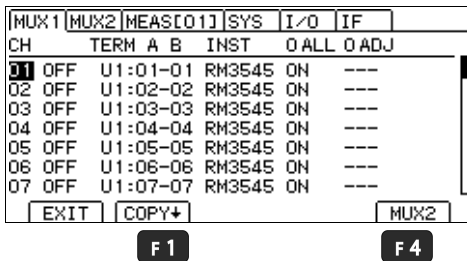 MUX1 MUX2 MEAS[01] SYS I/O IF
CH TERM A B INST 0 ALL 0 ADJ
01 OFF U1:01-01 RM3545 ON ---
02 OFF U1:02-02 RM3545 ON ---
03 OFF U1:03-03 RM3545 ON ---
04 OFF U1:04-04 RM3545 ON ---
05 OFF U1:05-05 RM3545 ON ---
06 OFF U1:06-06 RM3545 ON ---
07 OFF U1:07-07 RM3545 ON ---
EXIT COPY↓ MUX2
F 1 F 4